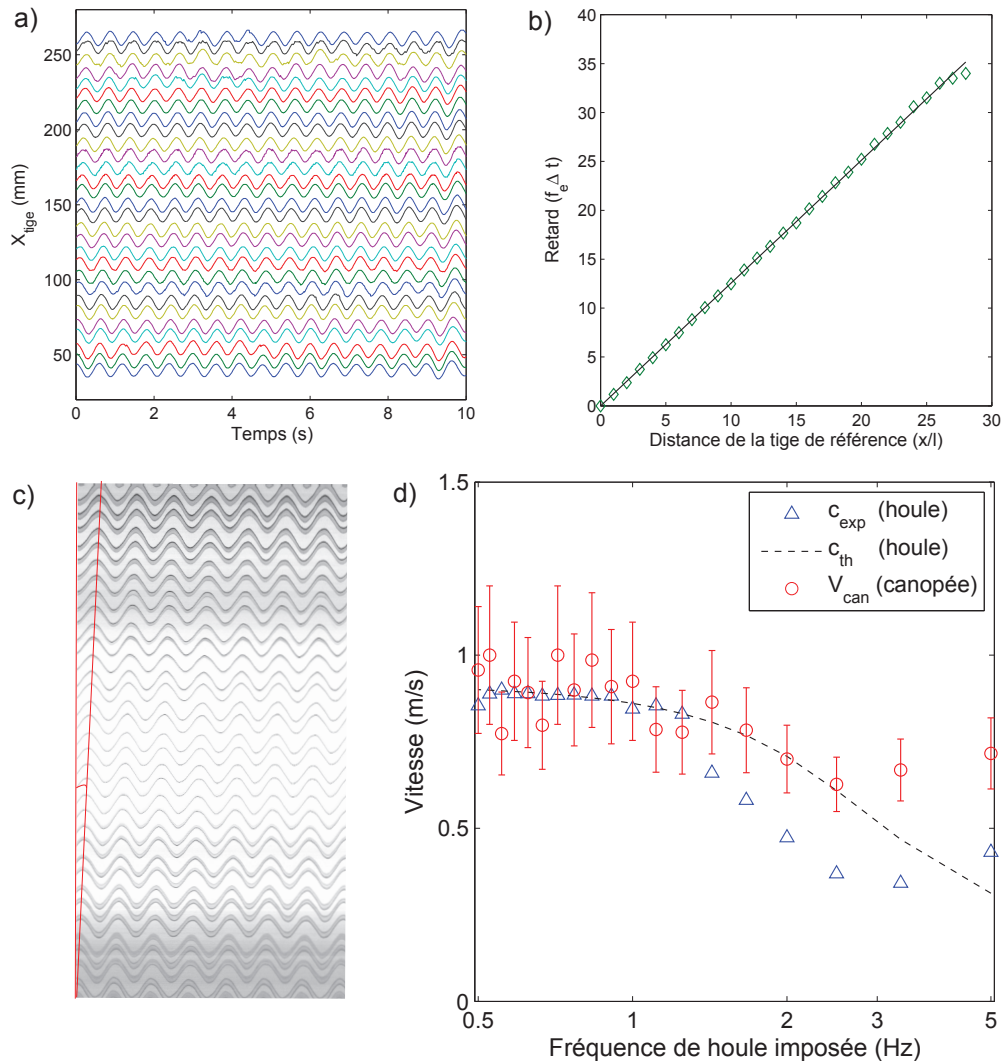 a)
X_tige (mm)
250
200
150
100
50
0 2 4 6 8 10
Temps (s)
b)
Retard (f_e Δ t)
40
35
30
25
20
15
10
5
0
0 5 10 15 20 25 30
Distance de la tige de référence (x/l)
c)
d)
Vitesse (m/s)
1.5
1
0.5
0
0.5 1 2 3 5
Fréquence de houle imposée (Hz)
c_exp (houle)
c_th (houle)
V_can (canopée)